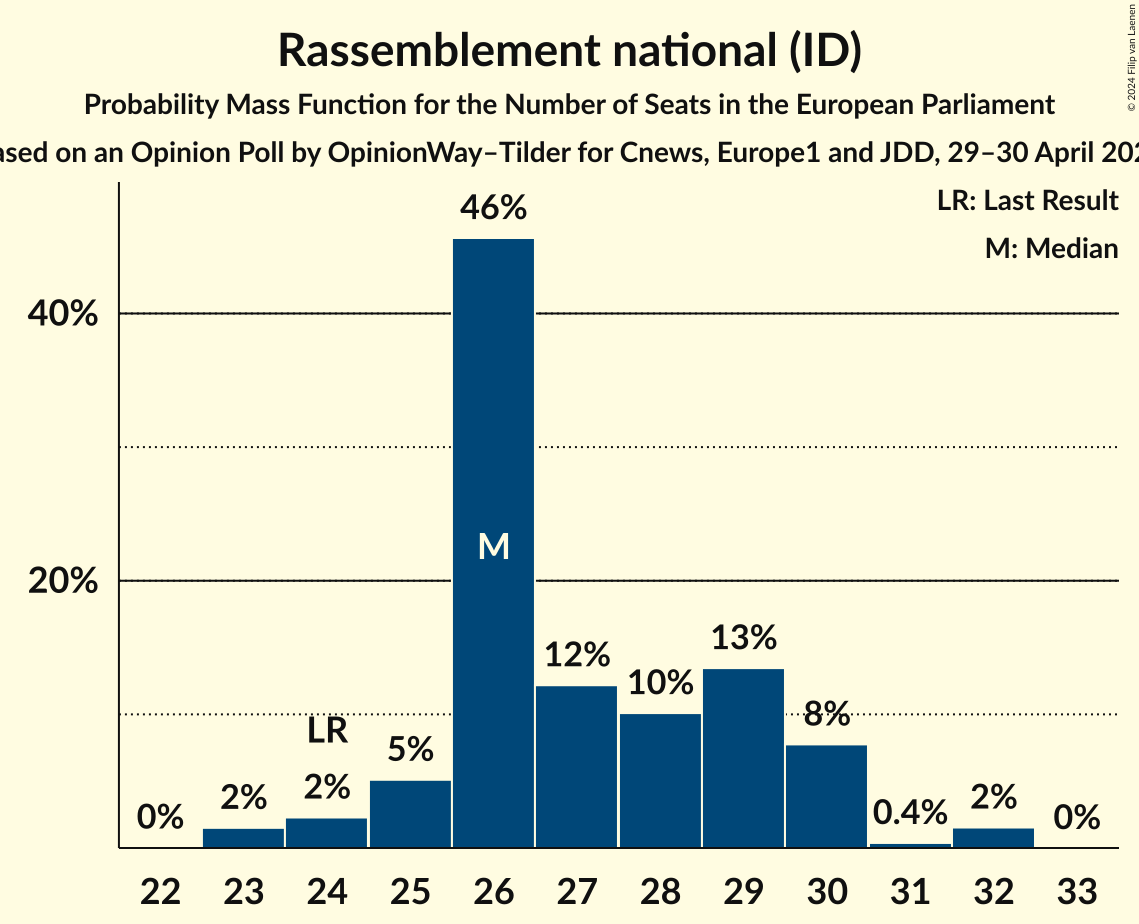 Rassemblement national (ID)
Probability Mass Function for the Number of Seats in the European Parliament
on an Opinion Poll by OpinionWay–Tilder for Cnews, Europe1 and JDD, 29–30 April
© 2024 Filip van Laenen
LR: Last Result
M: Median
46%
40%
M
20%
13%
12%
10%
8%
LR
5%
2%
2%
2%
0.4%
0%
0%
22 23 24 25 26 27 28 29 30 31 32 33